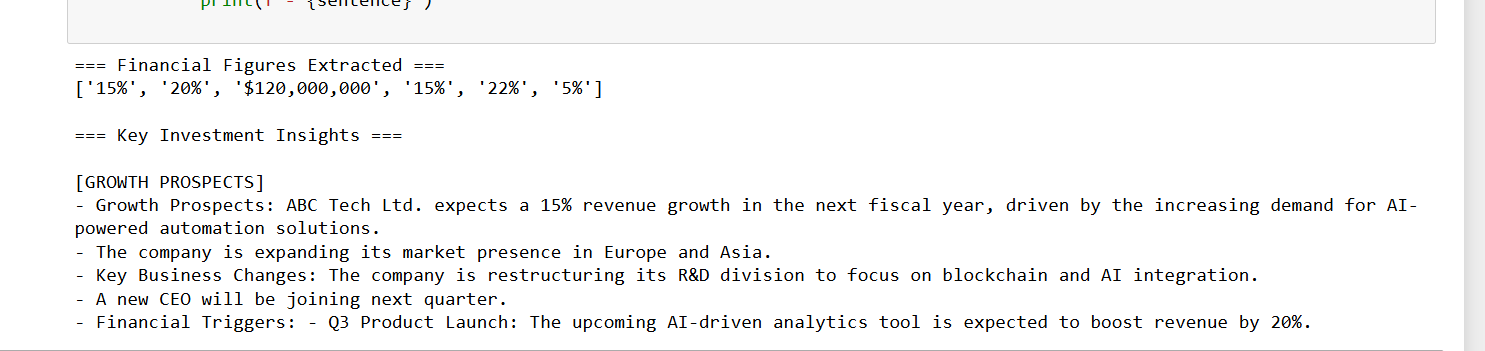 print(f"- {sentence}")
=== Financial Figures Extracted ===
['15%', '20%', '$120,000,000', '15%', '22%', '5%']
=== Key Investment Insights ===
[GROWTH PROSPECTS]
- Growth Prospects: ABC Tech Ltd. expects a 15% revenue growth in the next fiscal year, driven by the increasing demand for AI-
powered automation solutions.
- The company is expanding its market presence in Europe and Asia.
- Key Business Changes: The company is restructuring its R&D division to focus on blockchain and AI integration.
- A new CEO will be joining next quarter.
- Financial Triggers: - Q3 Product Launch: The upcoming AI-driven analytics tool is expected to boost revenue by 20%.